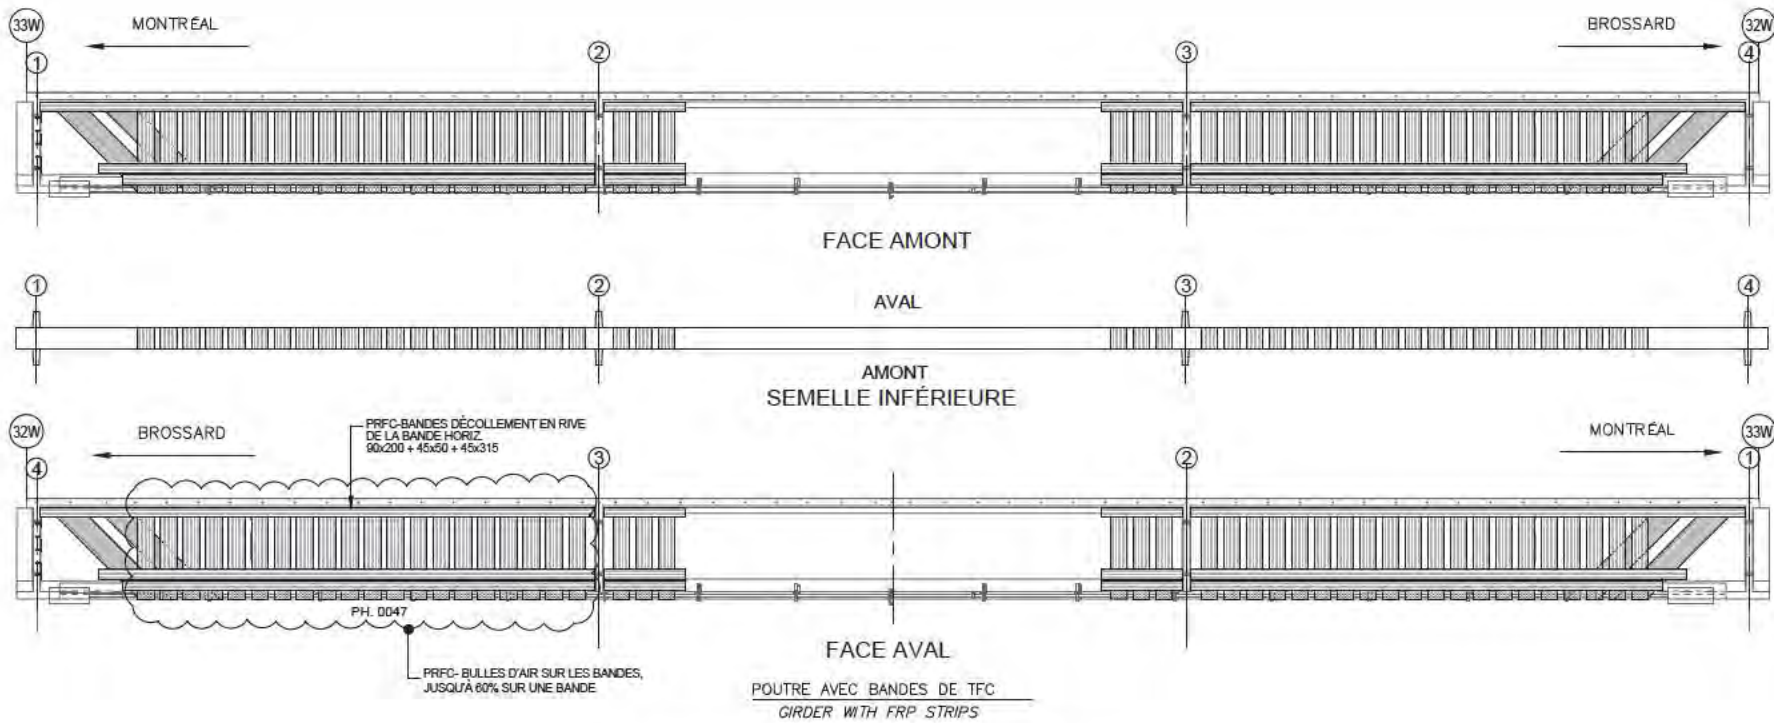 33W
MONTRÉAL
BROSSARD
32W
1
2
3
4
FACE AMONT
1
2
AVAL
3
4
AMONT
SEMELLE INFÉRIEURE
32W
BROSSARD
PRFC-BANDES DÉCOLLEMENT EN RIVE
DE LA BANDE HORIZ.
90x200 + 45x50 + 45x315
MONTRÉAL
33W
4
3
2
1
PH. 0047
FACE AVAL
PRFC- BULLES D'AIR SUR LES BANDES,
JUSQU'À 60% SUR UNE BANDE
POUTRE AVEC BANDES DE TFC
GIRDER WITH FRP STRIPS